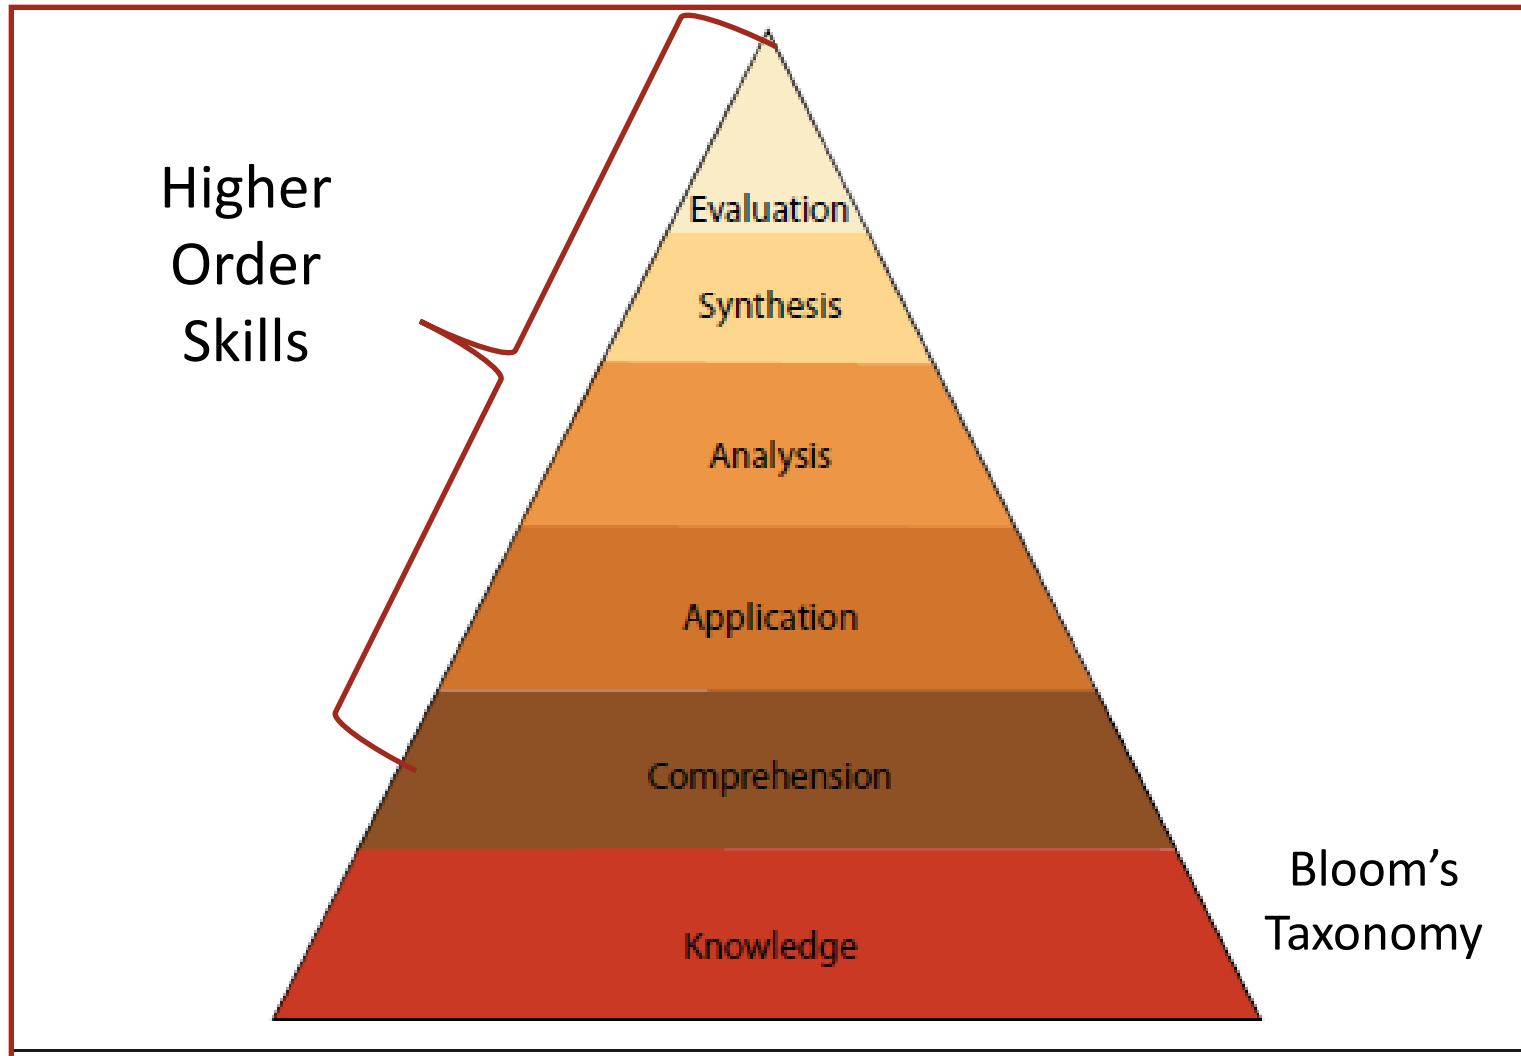 Higher
Order
Skills
Evaluation
Synthesis
Analysis
Application
Comprehension
Knowledge
Bloom’s
Taxonomy